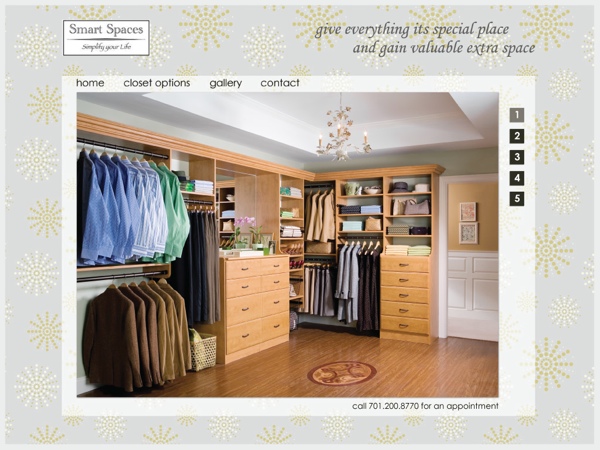 Smart Spaces
Simplify your Life
give everything its special place
and gain valuable extra space
home closet options gallery contact
1
2
3
4
5
call 701.200.8770 for an appointment